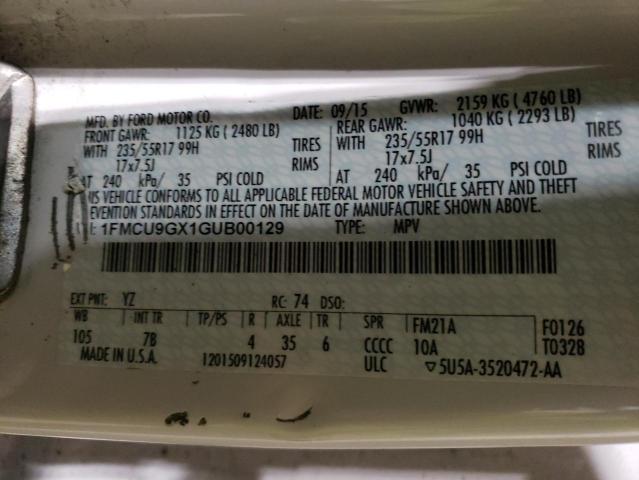 MFD. BY FORD MOTOR CO. DATE: 09/15 GVWR: 2159 KG ( 4760 LB)
FRONT GAWR: 1125 KG ( 2480 LB) REAR GAWR: 1040 KG ( 2293 LB)
WITH 235/55R17 99H TIRES WITH 235/55R17 99H TIRES
17x7.5J RIMS 17x7.5J RIMS
AT 240 kPa/ 35 PSI COLD AT 240 kPa/ 35 PSI COLD
THIS VEHICLE CONFORMS TO ALL APPLICABLE FEDERAL MOTOR VEHICLE SAFETY AND THEFT
PREVENTION STANDARDS IN EFFECT ON THE DATE OF MANUFACTURE SHOWN ABOVE.
1FMCU9GX1GUB00129 TYPE: MPV
EXT PNT: YZ RC: 74 DSO:
WB INT TR TP/PS R AXLE TR SPR FM21A F0126
105 7B 4 35 6 CCCC 10A T0328
MADE IN U.S.A. 1201509124057 ULC ▽5U5A-3520472-AA